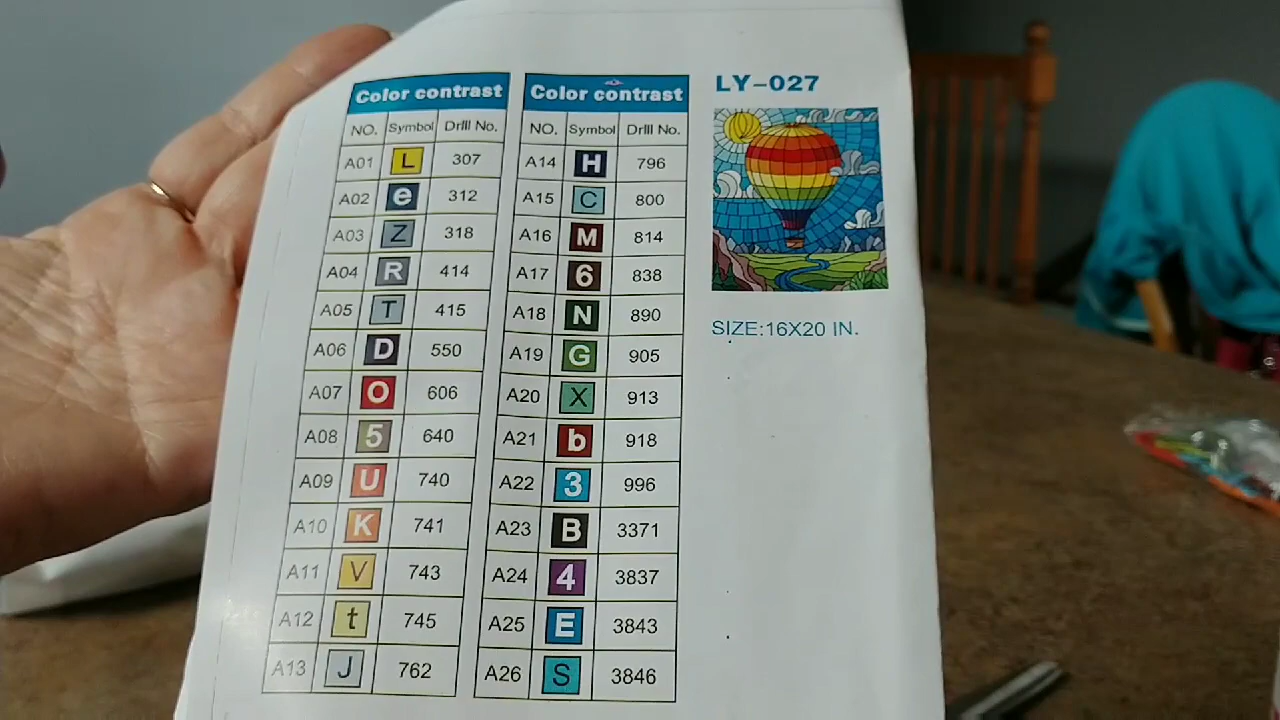 Color contrast
NO. Symbol Drill No.
A01 L 307
A02 e 312
A03 Z 318
A04 R 414
A05 T 415
A06 D 550
A07 O 606
A08 5 640
A09 U 740
A10 K 741
A11 V 743
A12 t 745
A13 J 762
Color contrast
NO. Symbol Drill No.
A14 H 796
A15 C 800
A16 M 814
A17 6 838
A18 N 890
A19 G 905
A20 X 913
A21 b 918
A22 3 996
A23 B 3371
A24 4 3837
A25 E 3843
A26 S 3846
LY-027
SIZE:16X20 IN.